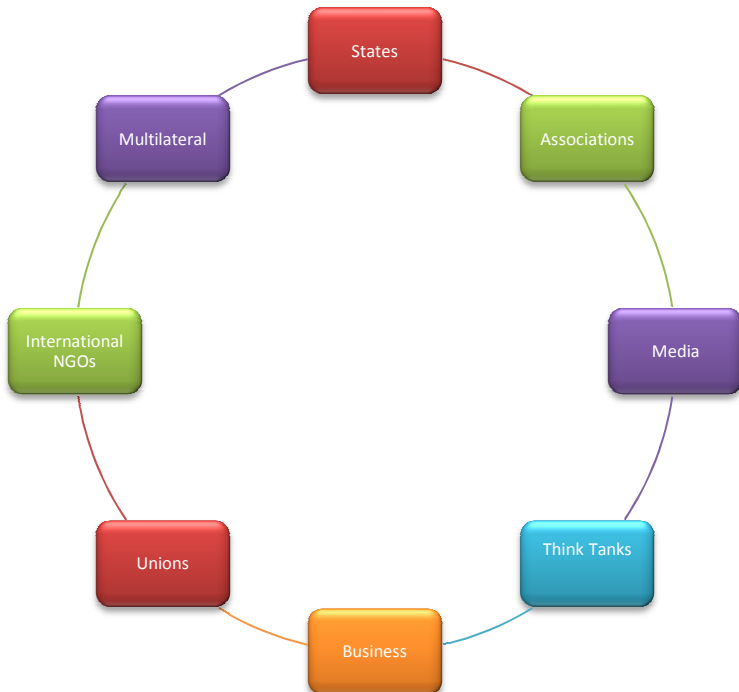 States
Associations
Media
Think Tanks
Business
Unions
International
NGOs
Multilateral